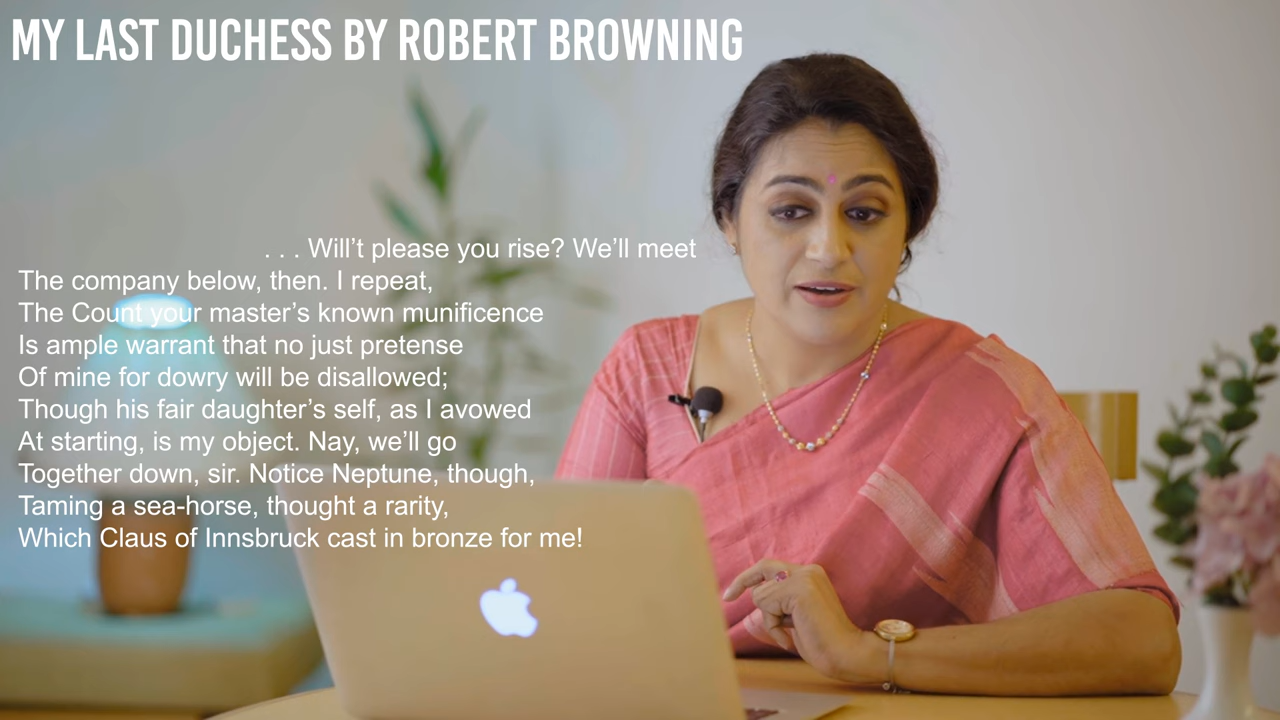 MY LAST DUCHESS BY ROBERT BROWNING
. . . Will’t please you rise? We’ll meet
The company below, then. I repeat,
The Count your master’s known munificence
Is ample warrant that no just pretense
Of mine for dowry will be disallowed;
Though his fair daughter’s self, as I avowed
At starting, is my object. Nay, we’ll go
Together down, sir. Notice Neptune, though,
Taming a sea-horse, thought a rarity,
Which Claus of Innsbruck cast in bronze for me!